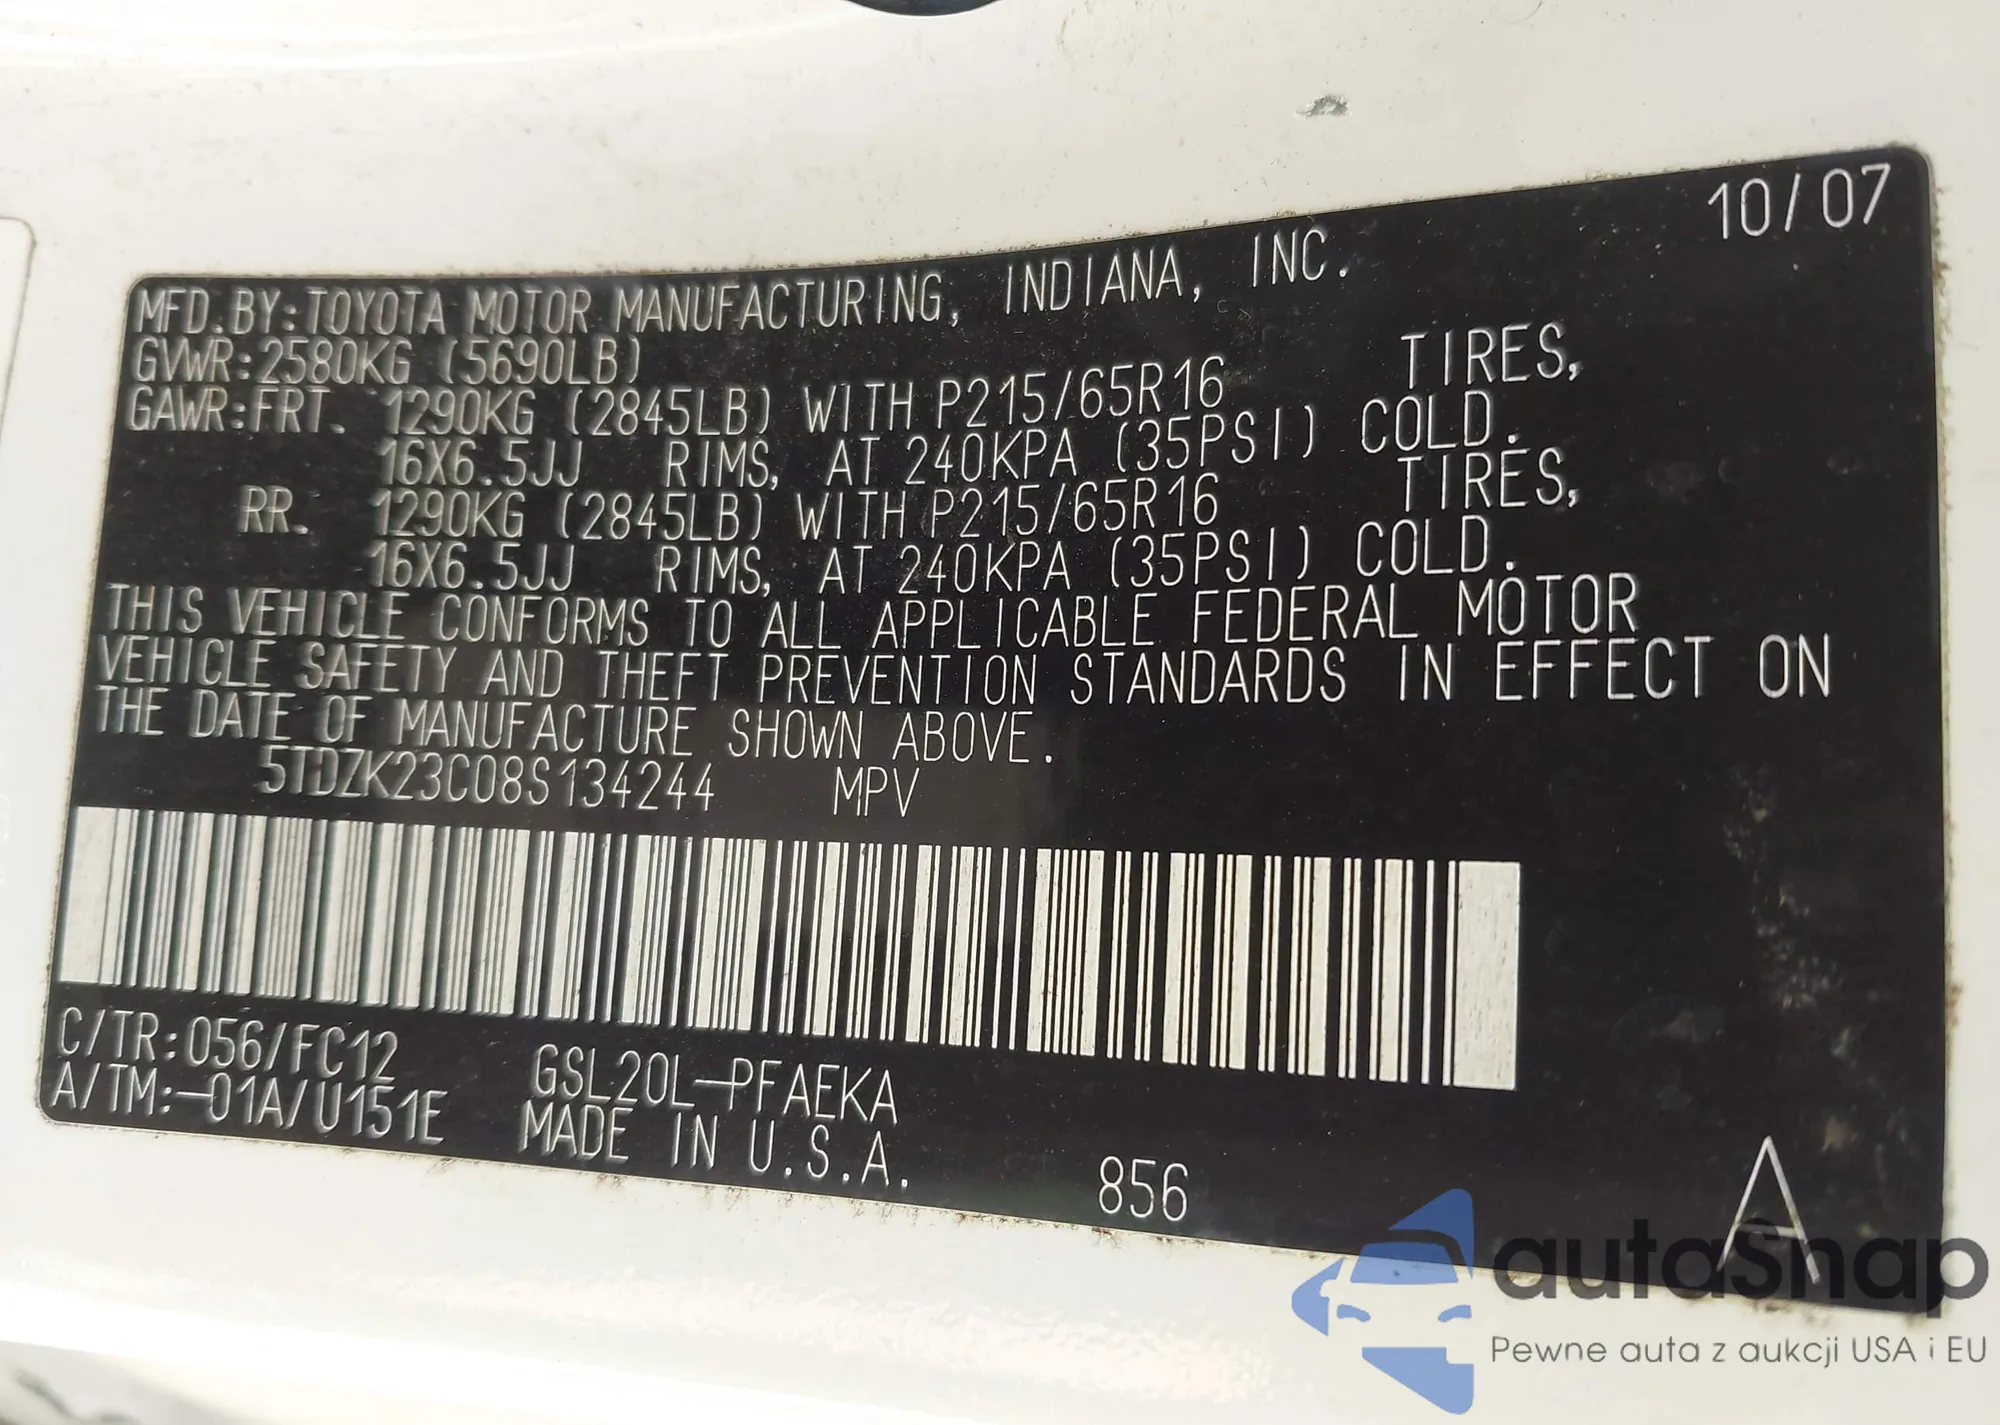 10/07
MFD.BY:TOYOTA MOTOR MANUFACTURING, INDIANA, INC.
GVWR:2580KG (5690LB)
GAWR:FRT. 1290KG (2845LB) WITH P215/65R16 TIRES,
16X6.5JJ RIMS, AT 240KPA (35PSI) COLD.
RR. 1290KG (2845LB) WITH P215/65R16 TIRES,
16X6.5JJ RIMS, AT 240KPA (35PSI) COLD.
THIS VEHICLE CONFORMS TO ALL APPLICABLE FEDERAL MOTOR
VEHICLE SAFETY AND THEFT PREVENTION STANDARDS IN EFFECT ON
THE DATE OF MANUFACTURE SHOWN ABOVE.
5TDZK23C08S134244 MPV
C/TR:056/FC12 GSL20L-PFAEKA
A/TM:-01A/U151E MADE IN U.S.A.
856 A
autaSnap
Pewne auta z aukcji USA i EU